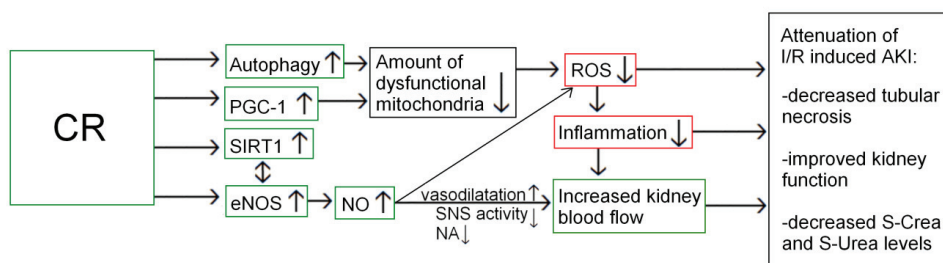 CR
Autophagy ↑
PGC-1 ↑
SIRT1 ↑
eNOS ↑
NO ↑
Amount of
dysfunctional
mitochondria ↓
vasodilatation ↑
SNS activity ↓
NA ↓
ROS ↓
Inflammation ↓
Increased kidney
blood flow
Attenuation of
I/R induced AKI:
-decreased tubular
necrosis
-improved kidney
function
-decreased S-Crea
and S-Urea levels